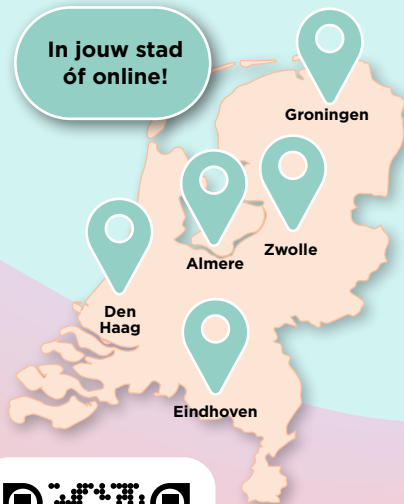 In jouw stad
óf online!
Groningen
Zwolle
Almere
Den
Haag
Eindhoven